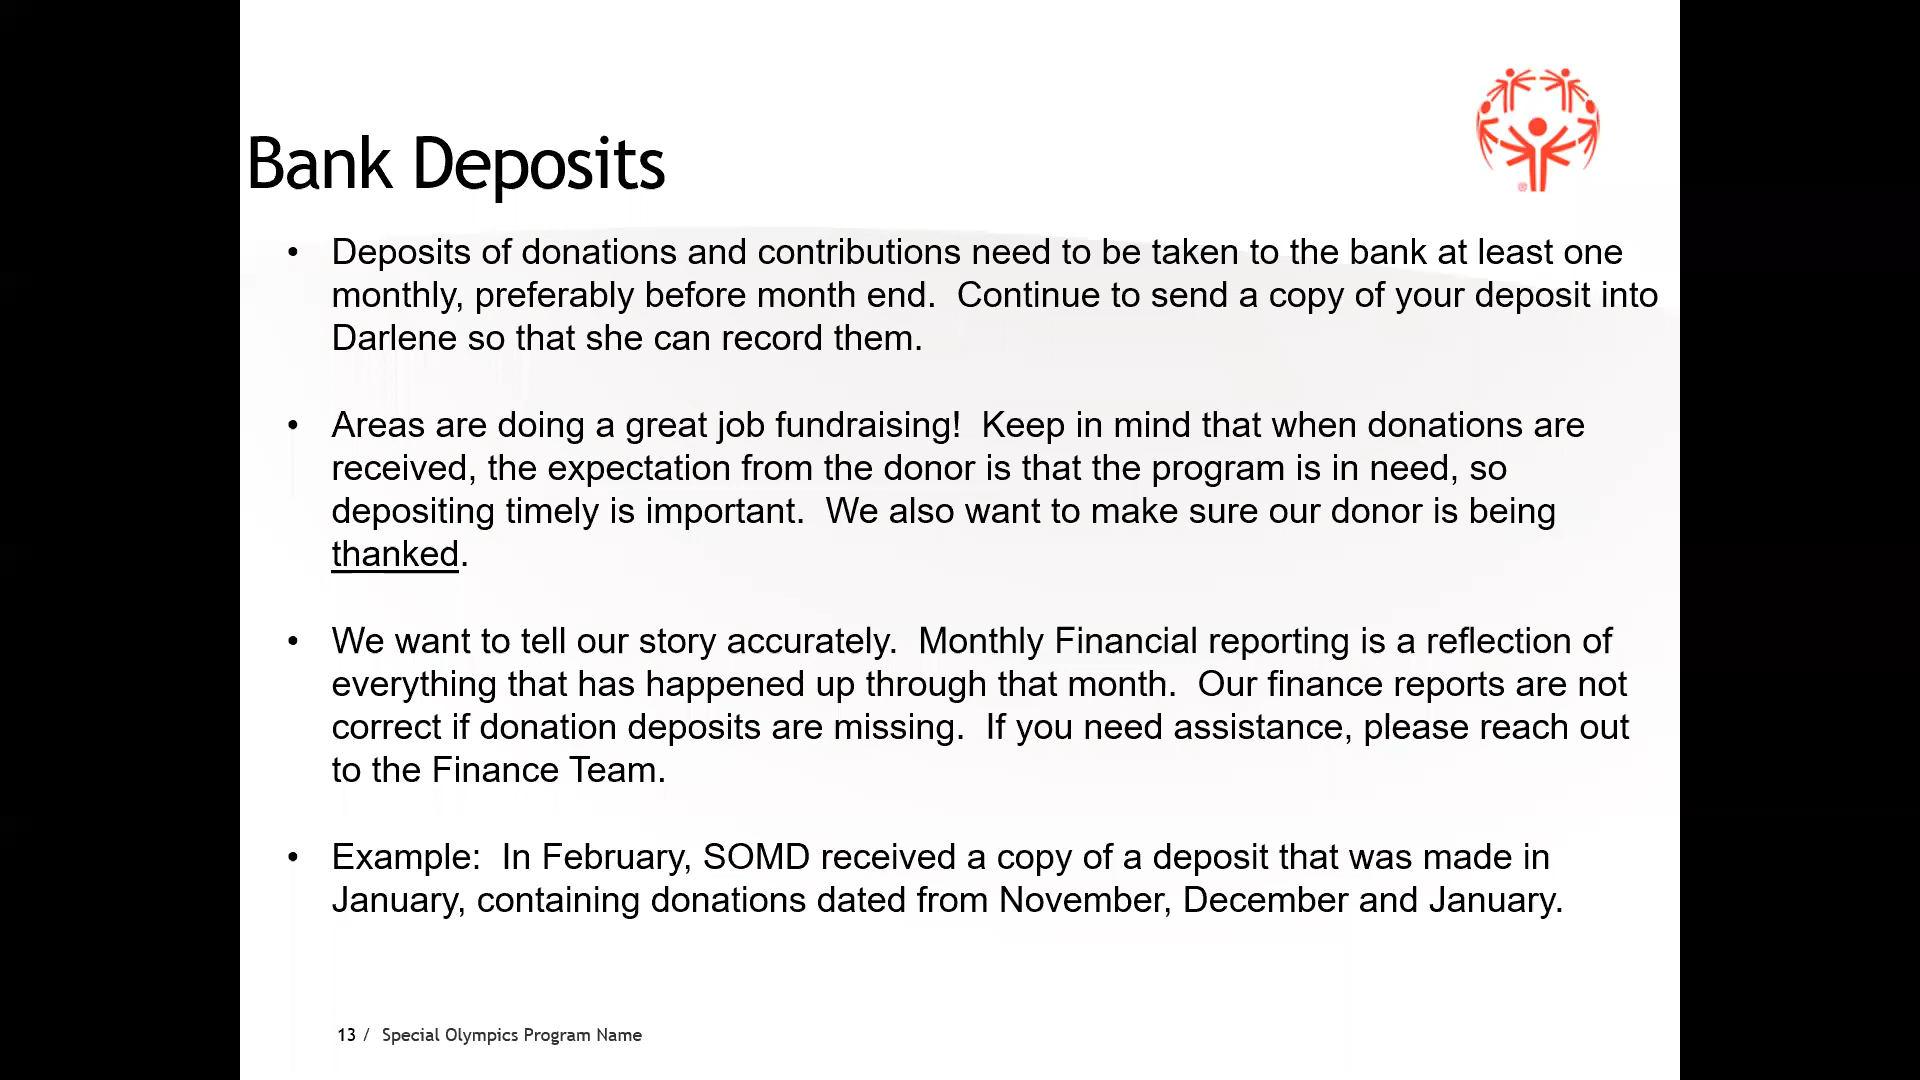 Bank Deposits
• Deposits of donations and contributions need to be taken to the bank at least one
monthly, preferably before month end.  Continue to send a copy of your deposit into
Darlene so that she can record them.
• Areas are doing a great job fundraising!  Keep in mind that when donations are
received, the expectation from the donor is that the program is in need, so
depositing timely is important.  We also want to make sure our donor is being
thanked.
• We want to tell our story accurately.  Monthly Financial reporting is a reflection of
everything that has happened up through that month.  Our finance reports are not
correct if donation deposits are missing.  If you need assistance, please reach out
to the Finance Team.
• Example:  In February, SOMD received a copy of a deposit that was made in
January, containing donations dated from November, December and January.
13 /  Special Olympics Program Name